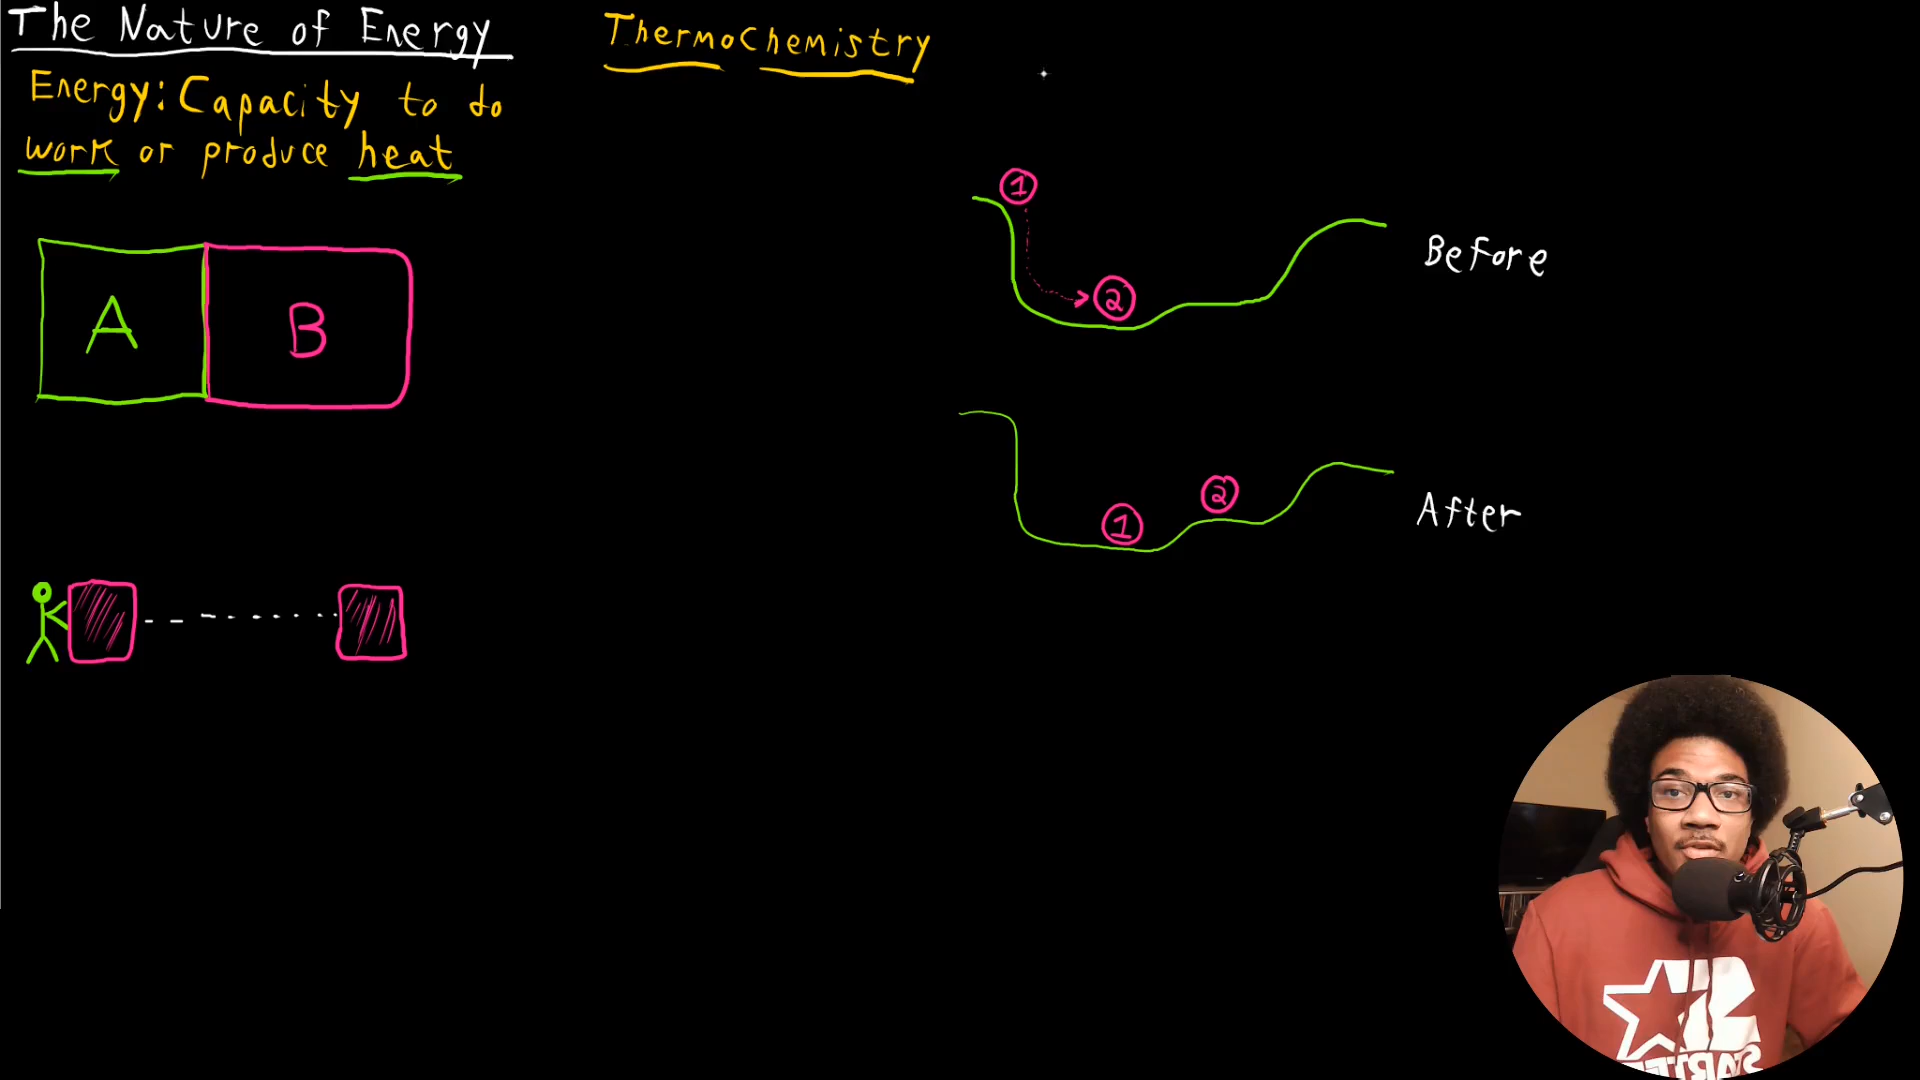 The Nature of Energy
Energy: Capacity to do
work or produce heat
Thermochemistry
A
B
1
2
Before
1
2
After